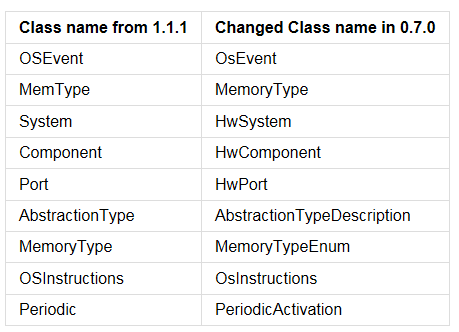 Class name from 1.1.1 Changed Class name in 0.7.0
OSEvent OsEvent
MemType MemoryType
System HwSystem
Component HwComponent
Port HwPort
AbstractionType AbstractionTypeDescription
MemoryType MemoryTypeEnum
OSInstructions OsInstructions
Periodic PeriodicActivation